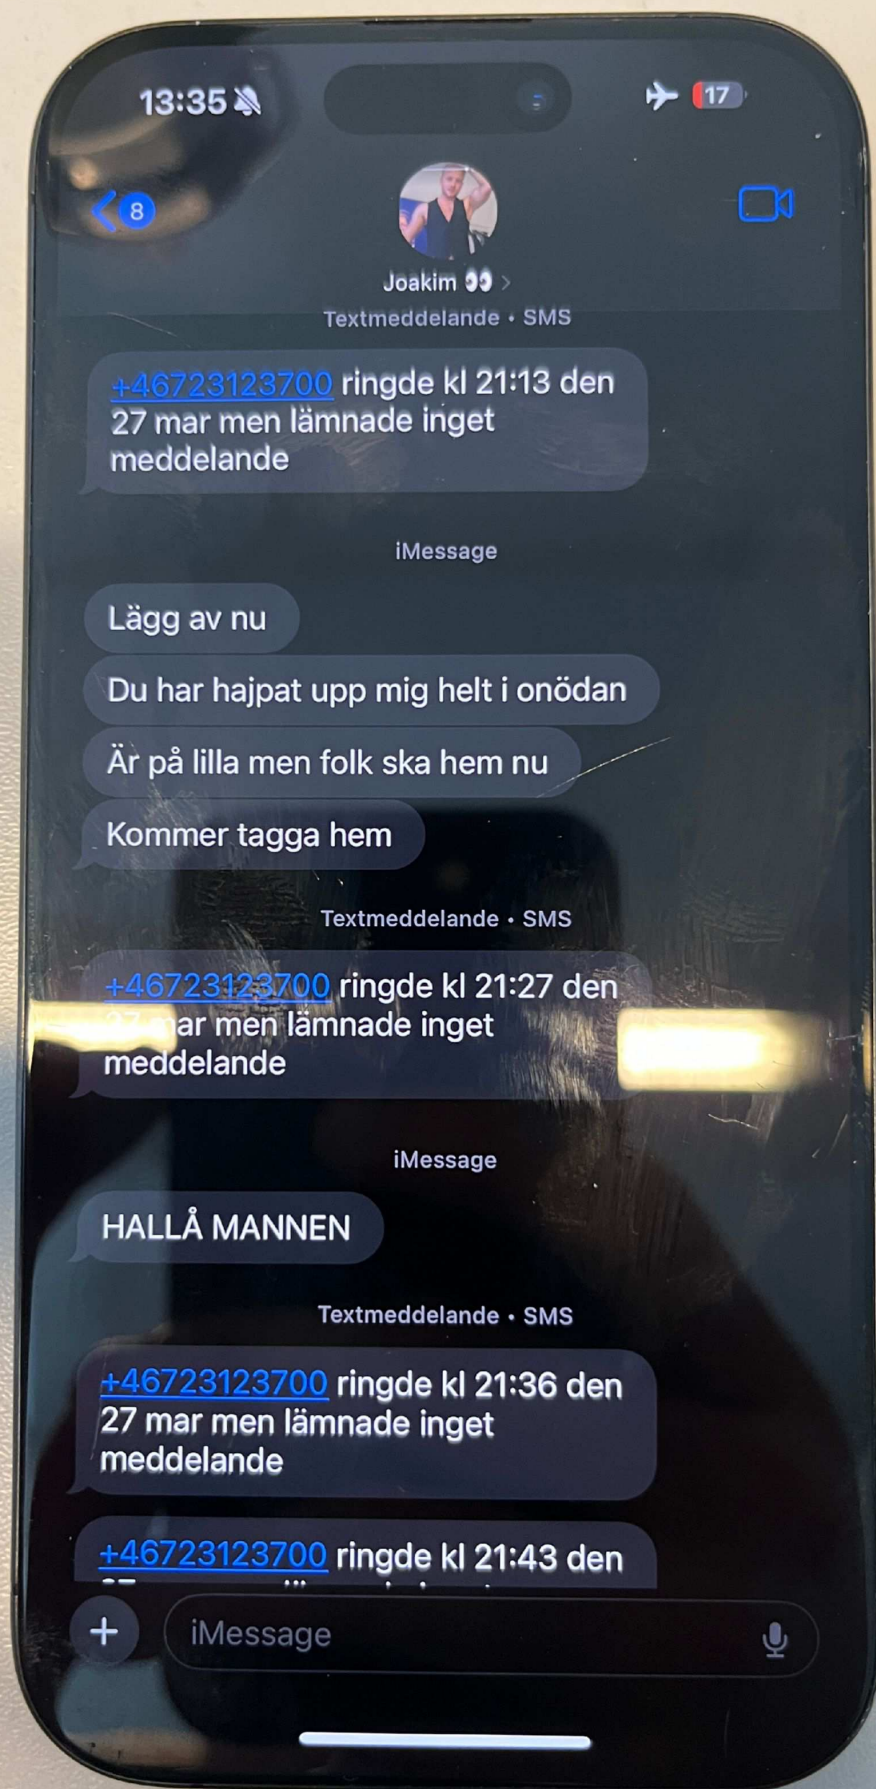 13:35
17
8
Joakim 👀 >
Textmeddelande • SMS
+46723123700 ringde kl 21:13 den
27 mar men lämnade inget
meddelande
iMessage
Lägg av nu
Du har hajpat upp mig helt i onödan
Är på lilla men folk ska hem nu
Kommer tagga hem
Textmeddelande • SMS
+46723123700 ringde kl 21:27 den
27 mar men lämnade inget
meddelande
iMessage
HALLÅ MANNEN
Textmeddelande • SMS
+46723123700 ringde kl 21:36 den
27 mar men lämnade inget
meddelande
+46723123700 ringde kl 21:43 den
iMessage